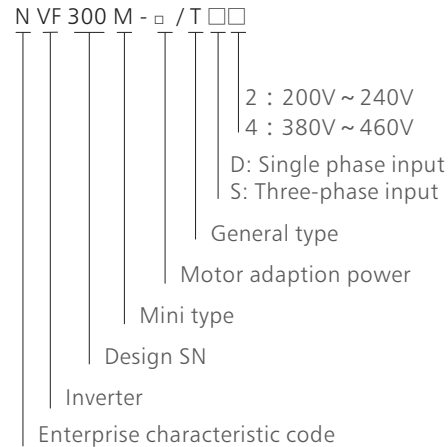 N VF 300 M - □ / T □□
2：200V～240V
4：380V～460V
D: Single phase input
S: Three-phase input
General type
Motor adaption power
Mini type
Design SN
Inverter
Enterprise characteristic code